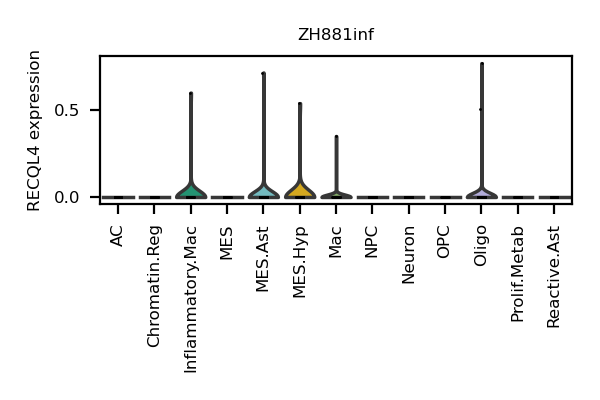 ZH881inf
RECQL4 expression
0.5
0.0
AC
Chromatin.Reg
Inflammatory.Mac
MES
MES.Ast
MES.Hyp
Mac
NPC
Neuron
OPC
Oligo
Prolif.Metab
Reactive.Ast